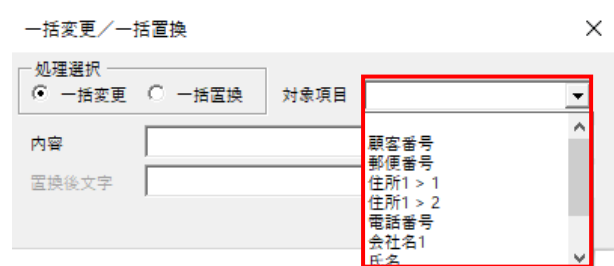 一括変更／一括置換
処理選択
一括変更 一括置換 対象項目
内容
置換後文字
顧客番号
郵便番号
住所1 > 1
住所1 > 2
電話番号
会社名1
氏名